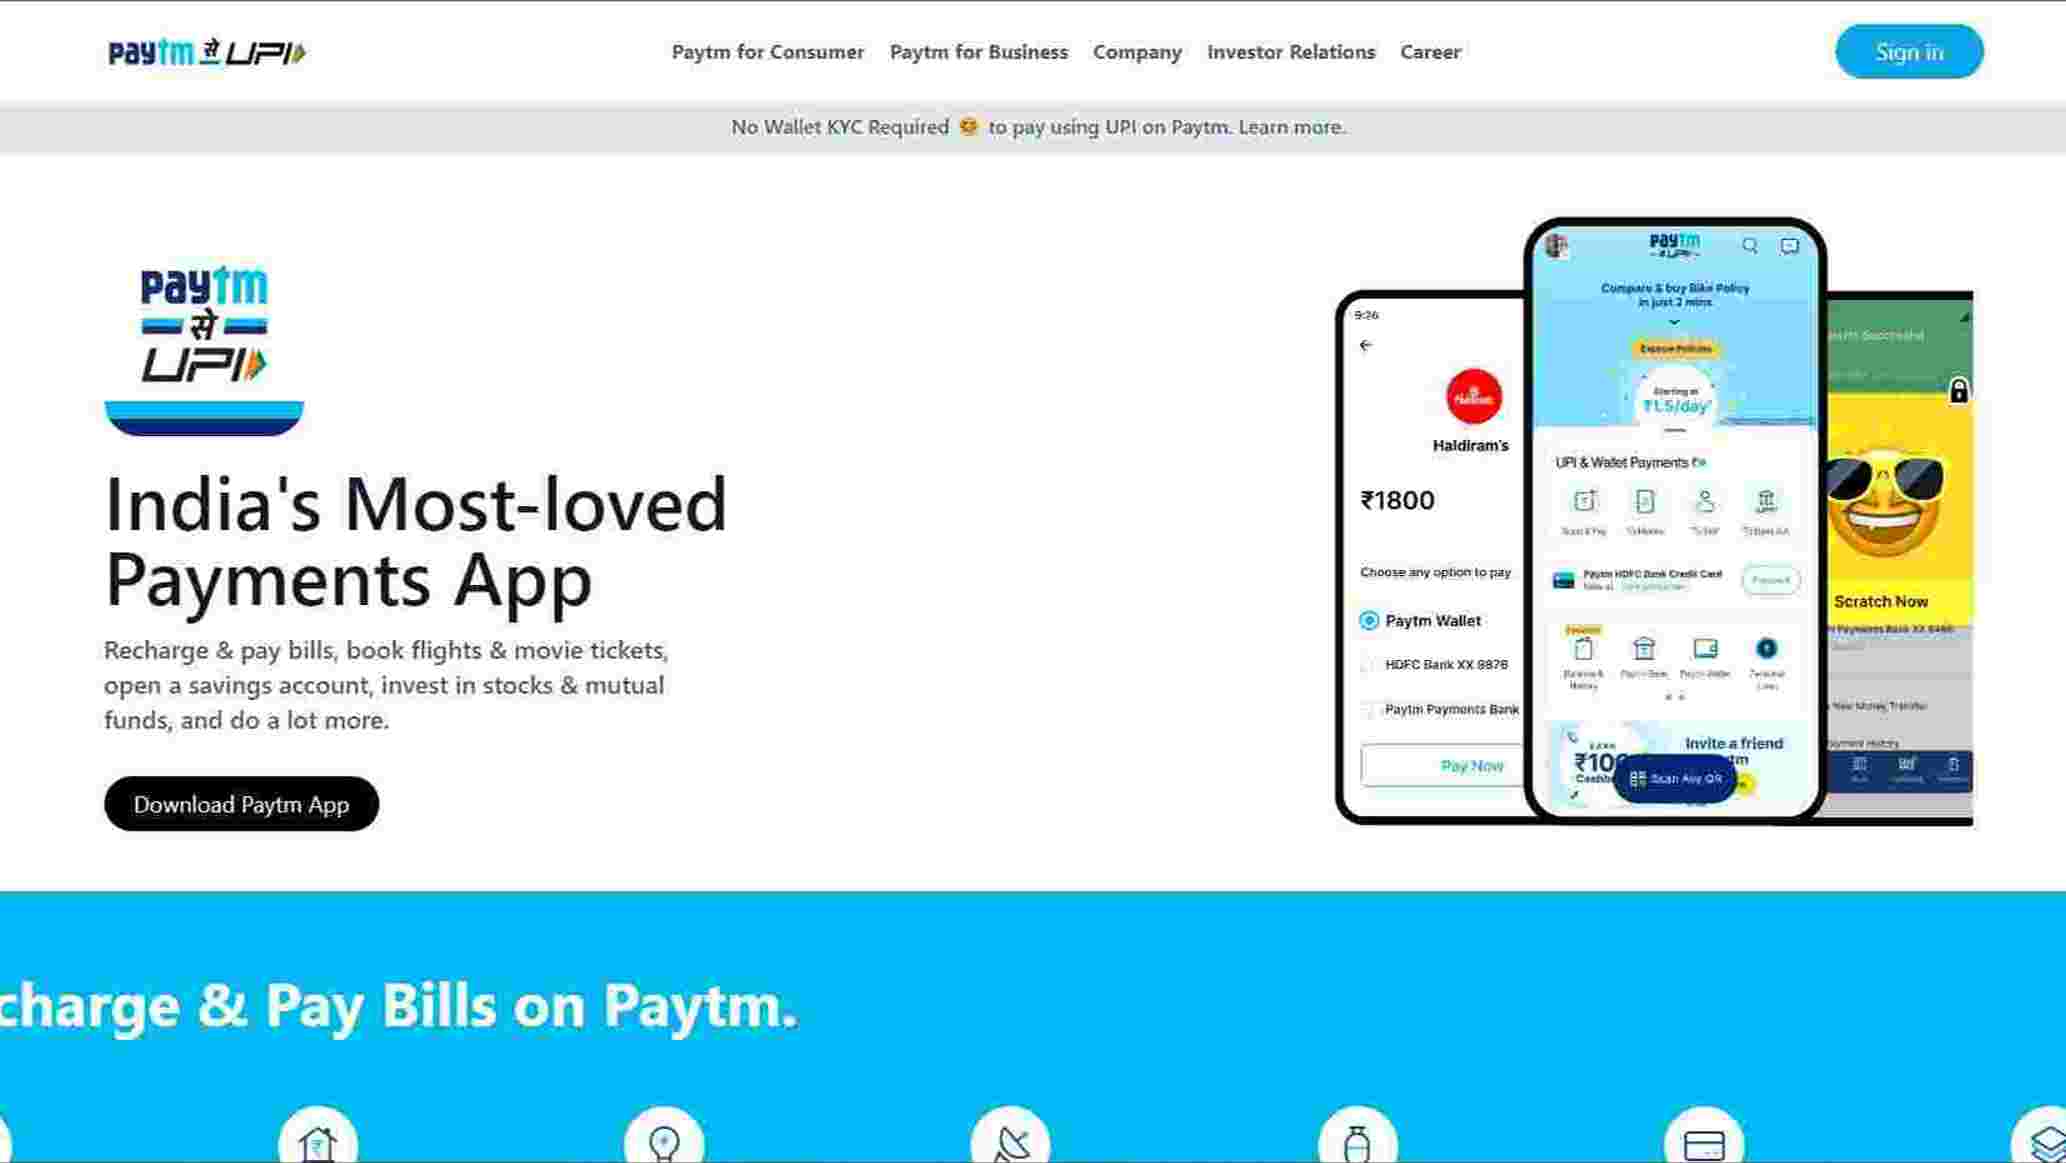 paytm से UPI
Paytm for Consumer Paytm for Business Company Investor Relations Career
Sign in
No Wallet KYC Required 🤩 to pay using UPI on Paytm. Learn more.
paytm
से
UPI
India's Most-loved
Payments App
Recharge & pay bills, book flights & movie tickets,
open a savings account, invest in stocks & mutual
funds, and do a lot more.
Download Paytm App
9:26
Haldiram's
₹1800
Choose any option to pay
Paytm Wallet
HDFC Bank XX 9876
Paytm Payments Bank
Pay Now
paytm
Compare & buy Bike Policy
in just 2 mins
Explore Policies
Starting at
₹1.5/day*
UPI & Wallet Payments
Paytm HDFC Bank Credit Card
Invite a friend
₹100
Scan Any QR
Scratch Now
charge & Pay Bills on Paytm.